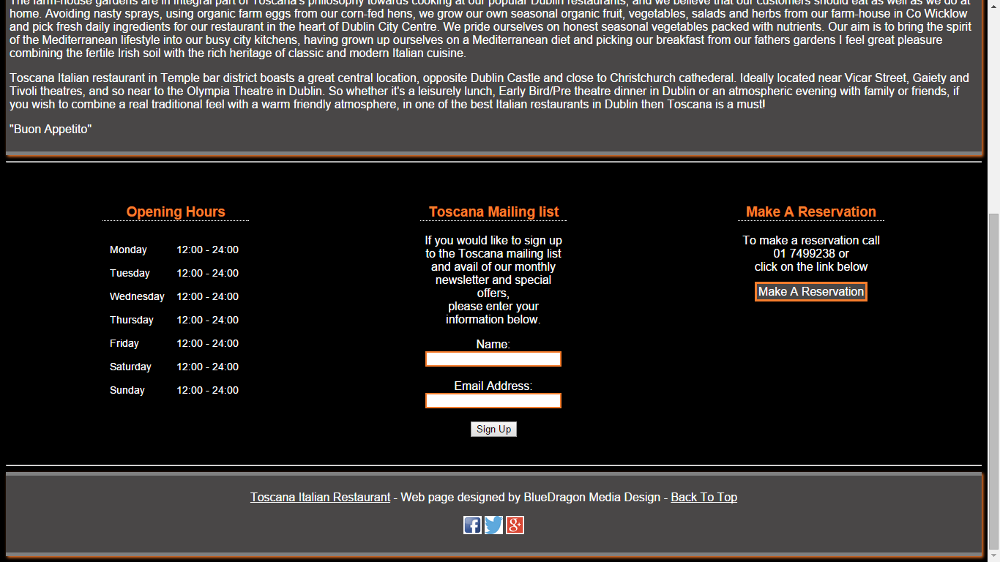 The farm-house gardens are in integral part of Toscana's philosophy towards cooking at our popular Dublin restaurants, and we believe that our customers should eat as well as we do at
home. Avoiding nasty sprays, using organic farm eggs from our corn-fed hens, we grow our own seasonal organic fruit, vegetables, salads and herbs from our farm-house in Co Wicklow
and pick fresh daily ingredients for our restaurant in the heart of Dublin City Centre. We pride ourselves on honest seasonal vegetables packed with nutrients. Our aim is to bring the spirit
of the Mediterranean lifestyle into our busy city kitchens, having grown up ourselves on a Mediterranean diet and picking our breakfast from our fathers gardens I feel great pleasure
combining the fertile Irish soil with the rich heritage of classic and modern Italian cuisine.
Toscana Italian restaurant in Temple bar district boasts a great central location, opposite Dublin Castle and close to Christchurch cathederal. Ideally located near Vicar Street, Gaiety and
Tivoli theatres, and so near to the Olympia Theatre in Dublin. So whether it's a leisurely lunch, Early Bird/Pre theatre dinner in Dublin or an atmospheric evening with family or friends, if
you wish to combine a real traditional feel with a warm friendly atmosphere, in one of the best Italian restaurants in Dublin then Toscana is a must!
"Buon Appetito"
Opening Hours
Monday 12:00 - 24:00
Tuesday 12:00 - 24:00
Wednesday 12:00 - 24:00
Thursday 12:00 - 24:00
Friday 12:00 - 24:00
Saturday 12:00 - 24:00
Sunday 12:00 - 24:00
Toscana Mailing list
If you would like to sign up
to the Toscana mailing list
and avail of our monthly
newsletter and special
offers,
please enter your
information below.
Name:
Email Address:
Sign Up
Make A Reservation
To make a reservation call
01 7499238 or
click on the link below
Make A Reservation
Toscana Italian Restaurant - Web page designed by BlueDragon Media Design - Back To Top
f
g+